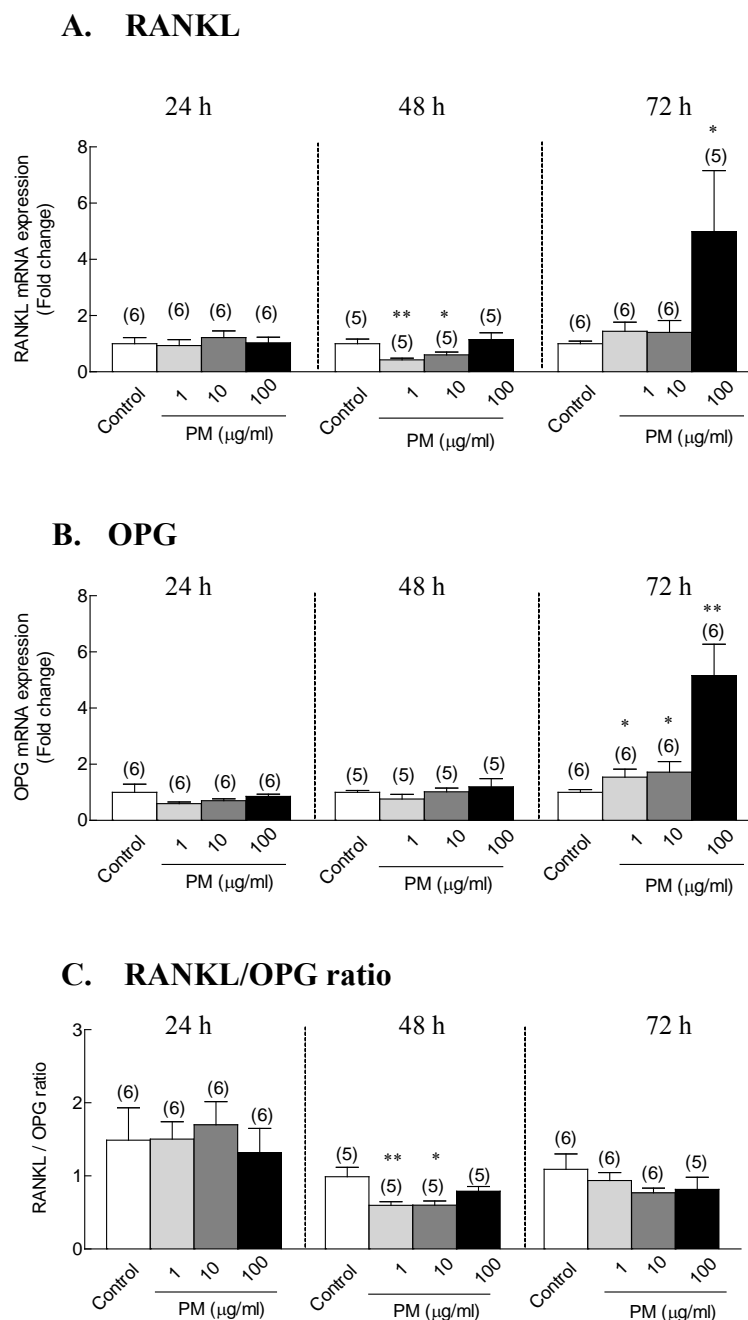 A. RANKL
24 h 48 h 72 h
RANKL mRNA expression
(Fold change)
8
6
4
2
0
(6) (6) (6) (6)
(5) ** (5) * (5) (5)
(6) (6) (6) * (5)
Control 1 10 100 Control 1 10 100 Control 1 10 100
PM (µg/ml) PM (µg/ml) PM (µg/ml)
B. OPG
24 h 48 h 72 h
OPG mRNA expression
(Fold change)
8
6
4
2
0
(6) (6) (6) (6)
(5) (5) (5) (5)
(6) * (6) * (6) ** (6)
Control 1 10 100 Control 1 10 100 Control 1 10 100
PM (µg/ml) PM (µg/ml) PM (µg/ml)
C. RANKL/OPG ratio
24 h 48 h 72 h
RANKL / OPG ratio
3
2
1
0
(6) (6) (6) (6)
(5) ** (5) * (5) (5)
(6) (6) (6) (5)
Control 1 10 100 Control 1 10 100 Control 1 10 100
PM (µg/ml) PM (µg/ml) PM (µg/ml)